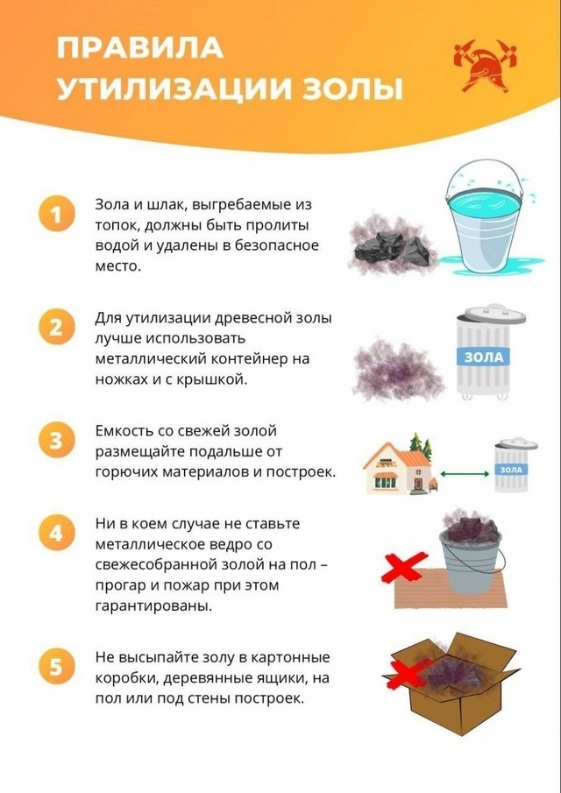 ПРАВИЛА
УТИЛИЗАЦИИ ЗОЛЫ
1
Зола и шлак, выгребаемые из
топок, должны быть пролиты
водой и удалены в безопасное
место.
2
Для утилизации древесной золы
лучше использовать
металлический контейнер на
ножках и с крышкой.
ЗОЛА
3
Емкость со свежей золой
размещайте подальше от
горючих материалов и построек.
ЗОЛА
4
Ни в коем случае не ставьте
металлическое ведро со
свежесобранной золой на пол –
прогар и пожар при этом
гарантированы.
5
Не высыпайте золу в картонные
коробки, деревянные ящики, на
пол или под стены построек.